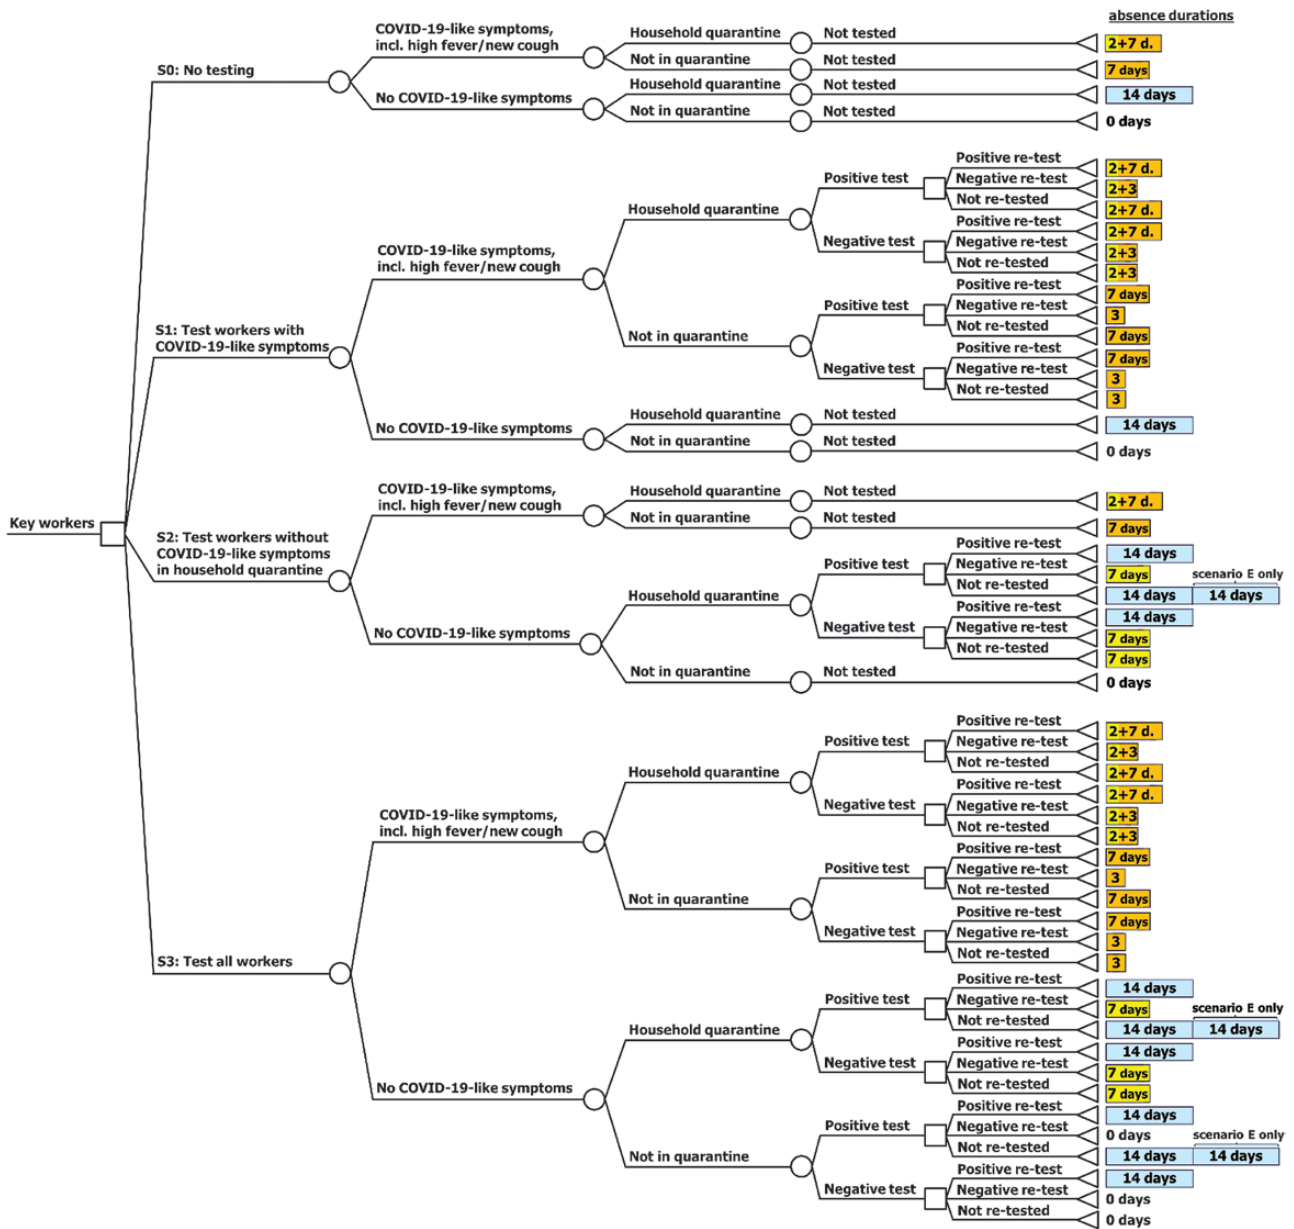 absence durations
COVID-19-like symptoms,
incl. high fever/new cough
Household quarantine
Not tested
2+7 d.
Not in quarantine
Not tested
7 days
S0: No testing
No COVID-19-like symptoms
Household quarantine
Not tested
14 days
Not in quarantine
Not tested
0 days
Positive re-test
2+7 d.
Positive test
Negative re-test
2+3
Not re-tested
2+7 d.
Household quarantine
Positive re-test
2+7 d.
Negative test
Negative re-test
2+3
Not re-tested
2+3
COVID-19-like symptoms,
incl. high fever/new cough
Positive re-test
7 days
Positive test
Negative re-test
3
Not re-tested
7 days
Not in quarantine
Positive re-test
7 days
Negative test
Negative re-test
3
Not re-tested
3
S1: Test workers with
COVID-19-like symptoms
No COVID-19-like symptoms
Household quarantine
Not tested
14 days
Not in quarantine
Not tested
0 days
Key workers
COVID-19-like symptoms,
incl. high fever/new cough
Household quarantine
Not tested
2+7 d.
Not in quarantine
Not tested
7 days
S2: Test workers without
COVID-19-like symptoms
in household quarantine
Positive re-test
14 days
Positive test
Negative re-test
7 days
scenario E only
Not re-tested
14 days
14 days
Household quarantine
Positive re-test
14 days
Negative test
Negative re-test
7 days
Not re-tested
7 days
No COVID-19-like symptoms
Not in quarantine
Not tested
0 days
Positive re-test
2+7 d.
Positive test
Negative re-test
2+3
Not re-tested
2+7 d.
Household quarantine
Positive re-test
2+7 d.
Negative test
Negative re-test
2+3
Not re-tested
2+3
COVID-19-like symptoms,
incl. high fever/new cough
Positive re-test
7 days
Positive test
Negative re-test
3
Not re-tested
7 days
Not in quarantine
Positive re-test
7 days
Negative test
Negative re-test
3
Not re-tested
3
S3: Test all workers
Positive re-test
14 days
Positive test
Negative re-test
7 days
scenario E only
Not re-tested
14 days
14 days
Household quarantine
Positive re-test
14 days
Negative test
Negative re-test
7 days
Not re-tested
7 days
No COVID-19-like symptoms
Positive re-test
14 days
Positive test
Negative re-test
0 days
scenario E only
Not re-tested
14 days
14 days
Not in quarantine
Positive re-test
14 days
Negative test
Negative re-test
0 days
Not re-tested
0 days